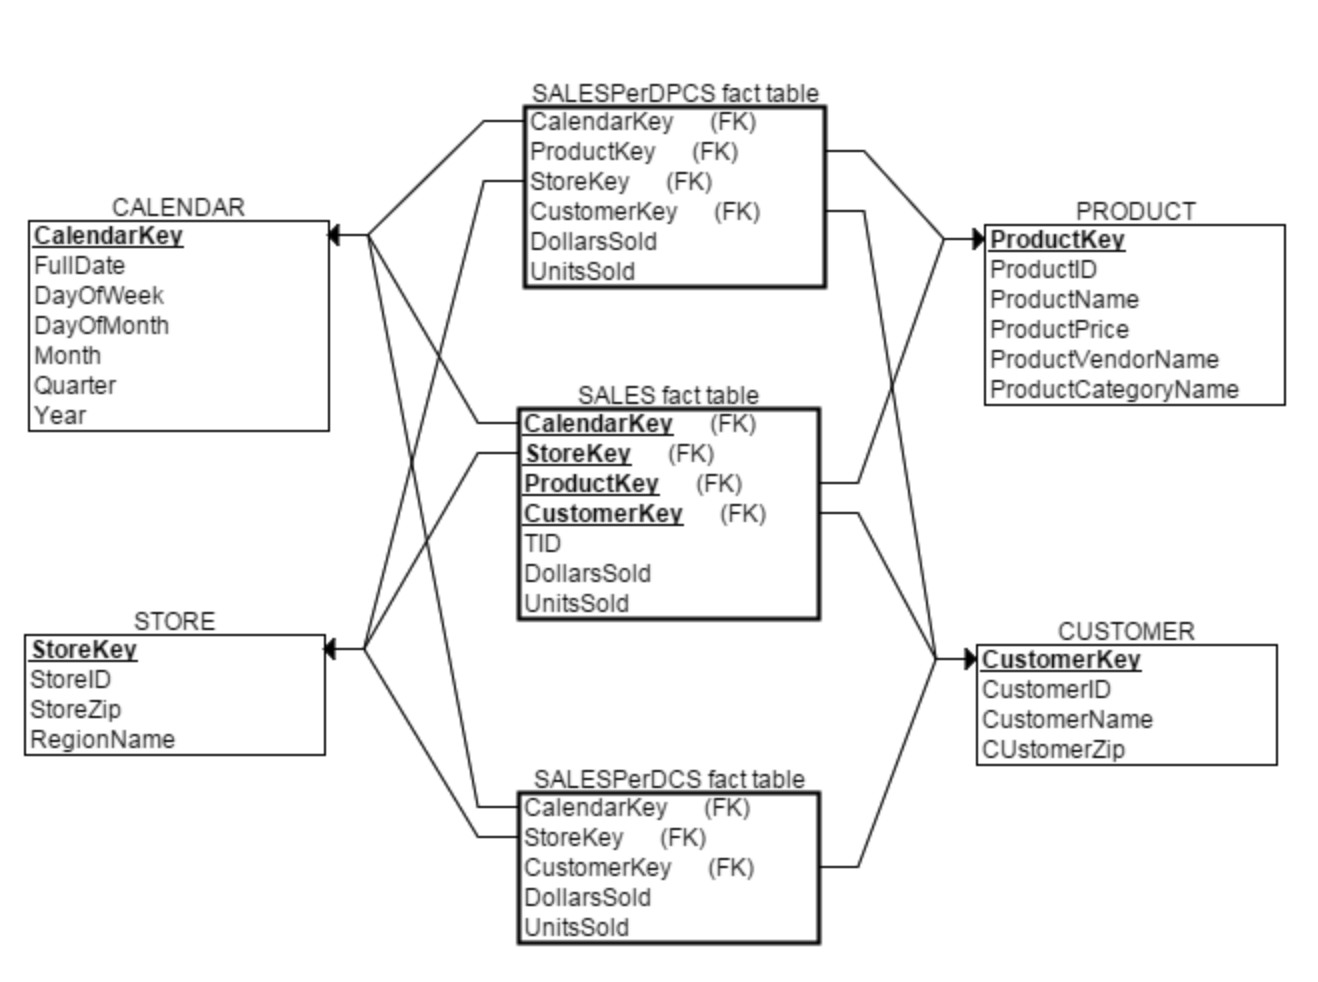 SALESPerDPCS fact table
CalendarKey (FK)
ProductKey (FK)
StoreKey (FK)
CustomerKey (FK)
DollarsSold
UnitsSold
CALENDAR
CalendarKey
FullDate
DayOfWeek
DayOfMonth
Month
Quarter
Year
PRODUCT
ProductKey
ProductID
ProductName
ProductPrice
ProductVendorName
ProductCategoryName
SALES fact table
CalendarKey (FK)
StoreKey (FK)
ProductKey (FK)
CustomerKey (FK)
TID
DollarsSold
UnitsSold
STORE
StoreKey
StoreID
StoreZip
RegionName
CUSTOMER
CustomerKey
CustomerID
CustomerName
CUstomerZip
SALESPerDCS fact table
CalendarKey (FK)
StoreKey (FK)
CustomerKey (FK)
DollarsSold
UnitsSold